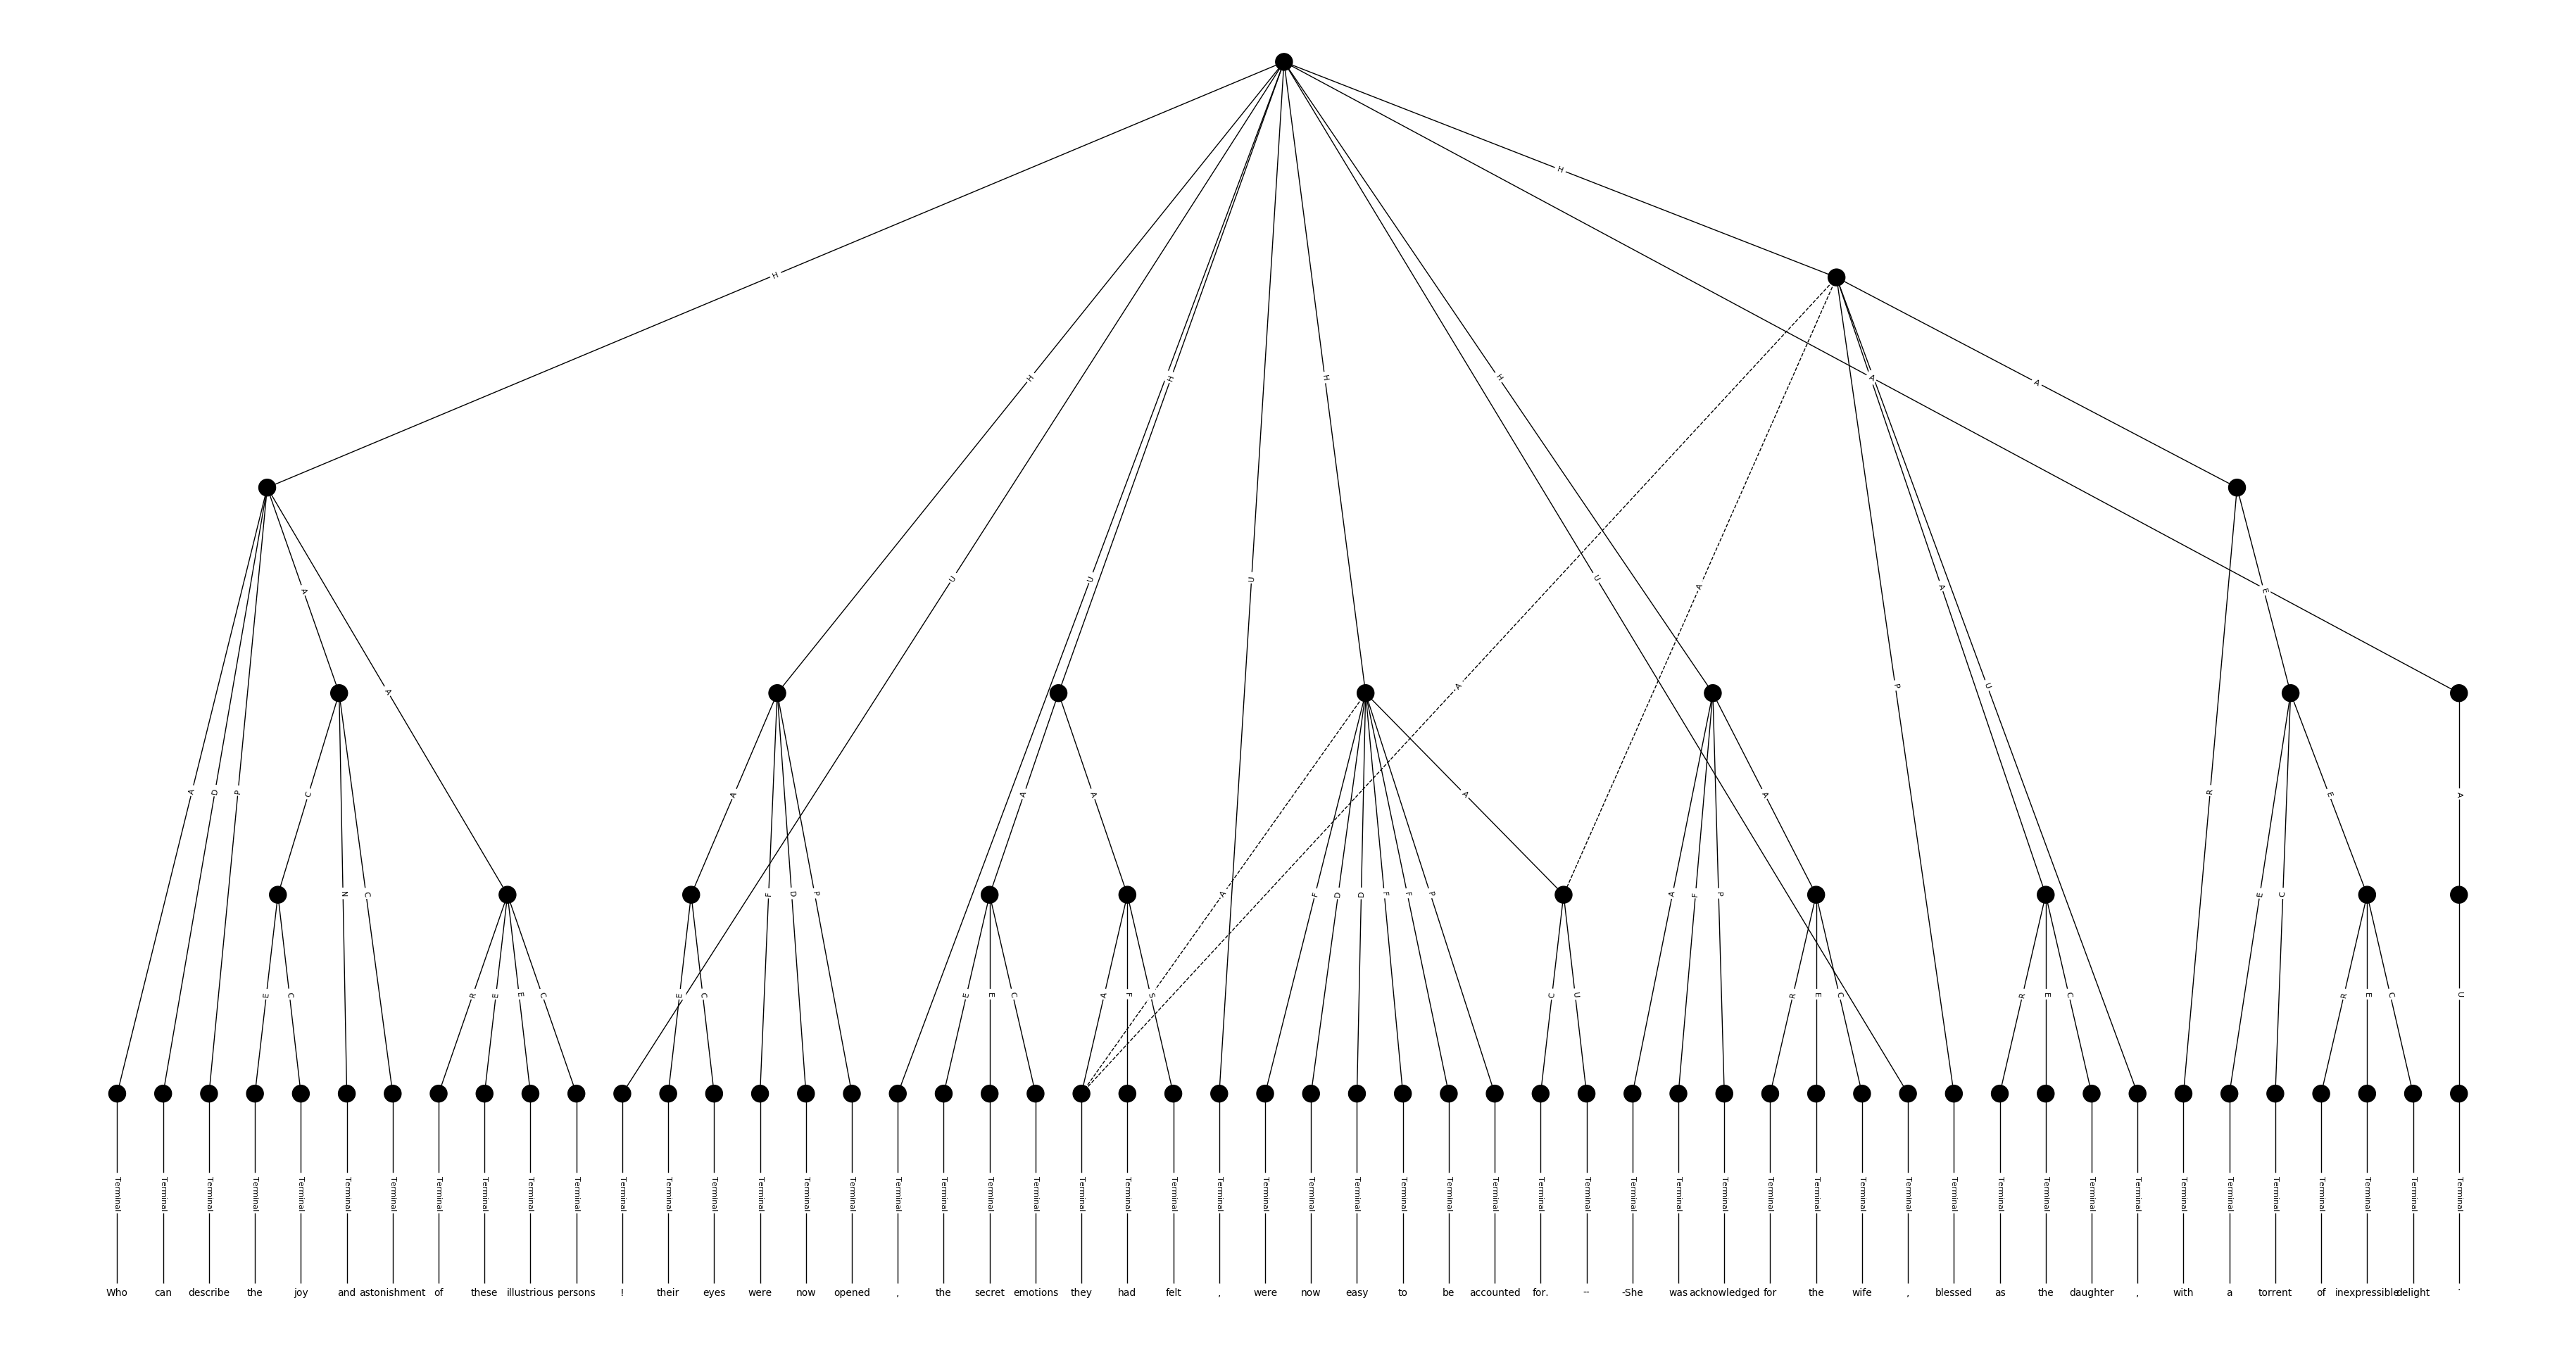 H
H
H H H H A A
A U U U U A A E
A A P U
A D P C A A A A A R E A
N C F D P A F D D F F P A F P E C
E C R E E C E C E E C A F S C U R E C R E C R E C U
Terminal Terminal Terminal Terminal Terminal Terminal Terminal Terminal Terminal Terminal Terminal Terminal Terminal Terminal Terminal Terminal Terminal Terminal Terminal Terminal Terminal Terminal Terminal Terminal Terminal Terminal Terminal Terminal Terminal Terminal Terminal Terminal Terminal Terminal Terminal Terminal Terminal Terminal Terminal Terminal Terminal Terminal Terminal Terminal Terminal Terminal Terminal Terminal Terminal Terminal Terminal Terminal
Who can describe the joy and astonishment of these illustrious persons ! their eyes were now opened , the secret emotions they had felt , were now easy to be accounted for. -- -She was acknowledged for the wife , blessed as the daughter , with a torrent of inexpressible delight '